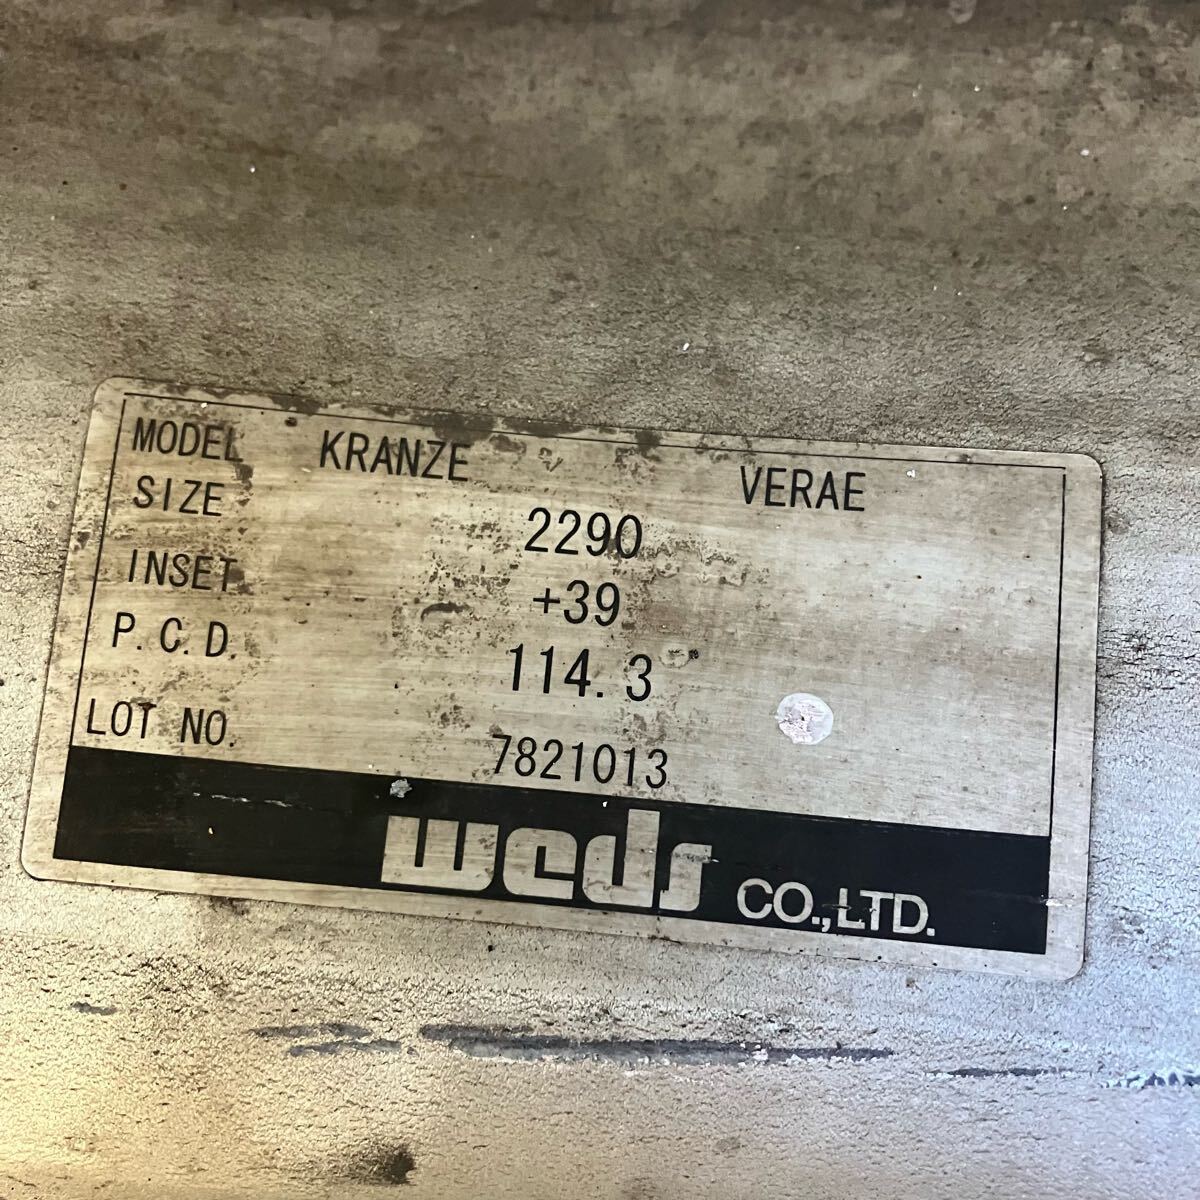 MODEL KRANZE VERAE
SIZE 2290
INSET +39
P.C.D. 114.3
LOT NO. 7821013
weds CO.,LTD.